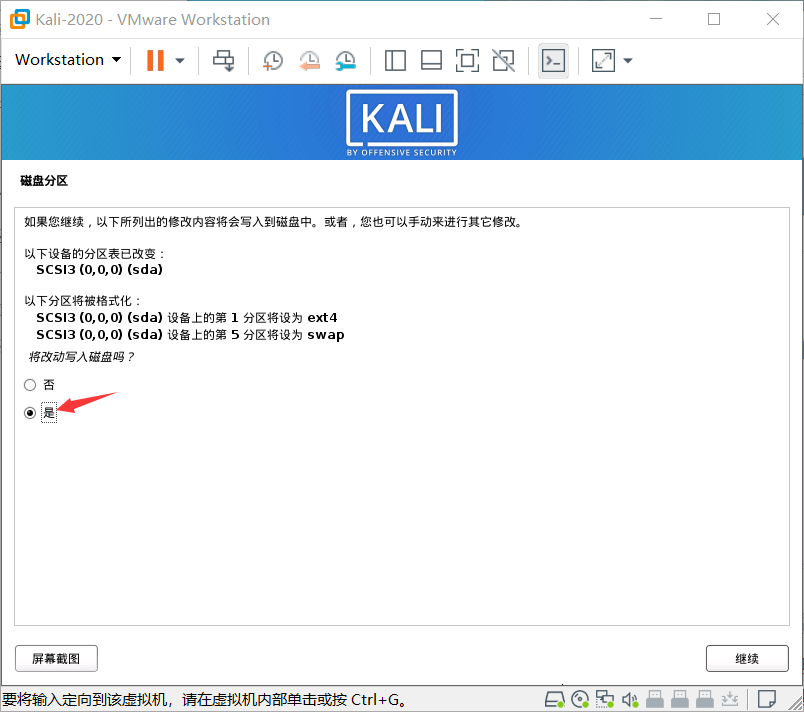 Kali-2020 - VMware Workstation
Workstation
KALI
BY OFFENSIVE SECURITY
磁盘分区
如果您继续，以下所列出的修改内容将会写入到磁盘中。或者，您也可以手动来进行其它修改。
以下设备的分区表已改变：
SCSI3 (0,0,0) (sda)
以下分区将被格式化：
SCSI3 (0,0,0) (sda) 设备上的第 1 分区将设为 ext4
SCSI3 (0,0,0) (sda) 设备上的第 5 分区将设为 swap
将改动写入磁盘吗？
否
是
屏幕截图
继续
要将输入定向到该虚拟机，请在虚拟机内部单击或按 Ctrl+G。